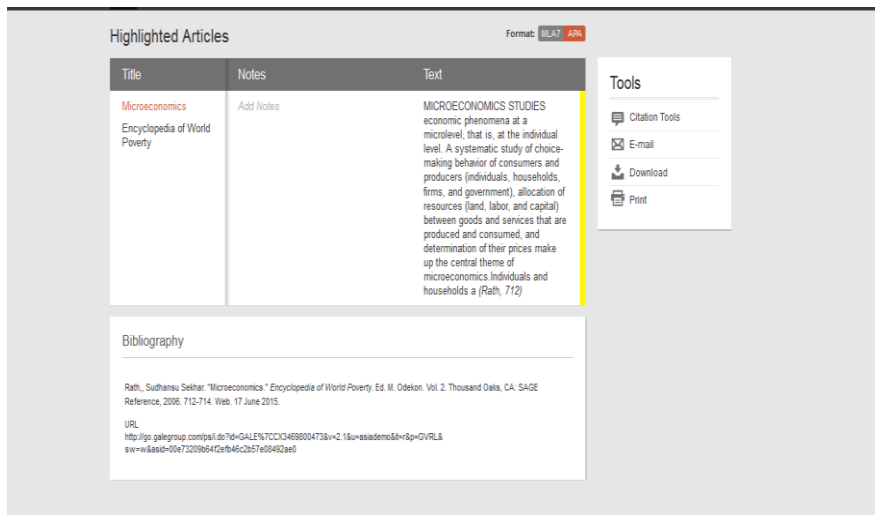 Highlighted Articles
Format: MLA7 APA
Title Notes Text
Microeconomics
Encyclopedia of World
Poverty
Add Notes
MICROECONOMICS STUDIES
economic phenomena at a
microlevel, that is, at the individual
level. A systematic study of choice-
making behavior of consumers and
producers (individuals, households,
firms, and government), allocation of
resources (land, labor, and capital)
between goods and services that are
produced and consumed, and
determination of their prices make
up the central theme of
microeconomics.Individuals and
households a (Rath, 712)
Tools
Citation Tools
E-mail
Download
Print
Bibliography
Rath,, Sudhansu Sekhar. "Microeconomics." Encyclopedia of World Poverty. Ed. M. Odekon. Vol. 2. Thousand Oaks, CA: SAGE
Reference, 2006. 712-714. Web. 17 June 2015.
URL
http://go.galegroup.com/ps/i.do?id=GALE%7CCX3469800473&v=2.1&u=asiademo&it=r&p=GVRL&
sw=w&asid=00e73209b64f2efb46c2b57e08492ae0